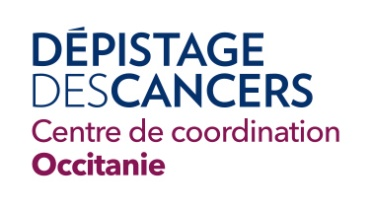 DÉPISTAGE
DESCANCERS
Centre de coordination
Occitanie